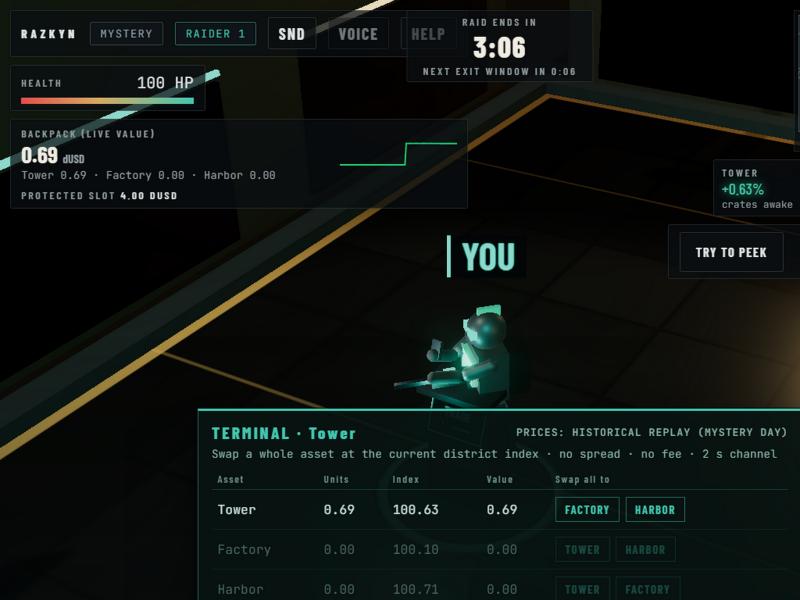 RAZKYN MYSTERY RAIDER 1 SND VOICE HELP
RAID ENDS IN
3:06
NEXT EXIT WINDOW IN 0:06
HEALTH 100 HP
BACKPACK (LIVE VALUE)
0.69 dUSD
Tower 0.69 · Factory 0.00 · Harbor 0.00
PROTECTED SLOT 4.00 DUSD
TOWER
+0.63%
crates awake
TRY TO PEEK
YOU
TERMINAL · Tower PRICES: HISTORICAL REPLAY (MYSTERY DAY)
Swap a whole asset at the current district index · no spread · no fee · 2 s channel
Asset Units Index Value Swap all to
Tower 0.69 100.63 0.69 FACTORY HARBOR
Factory 0.00 100.10 0.00 TOWER HARBOR
Harbor 0.00 100.71 0.00 TOWER FACTORY